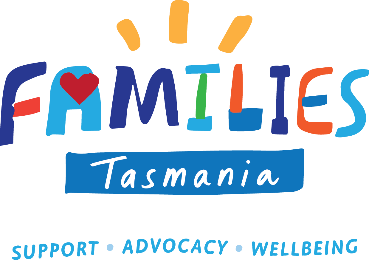 FAMILIES
Tasmania
SUPPORT • ADVOCACY • WELLBEING